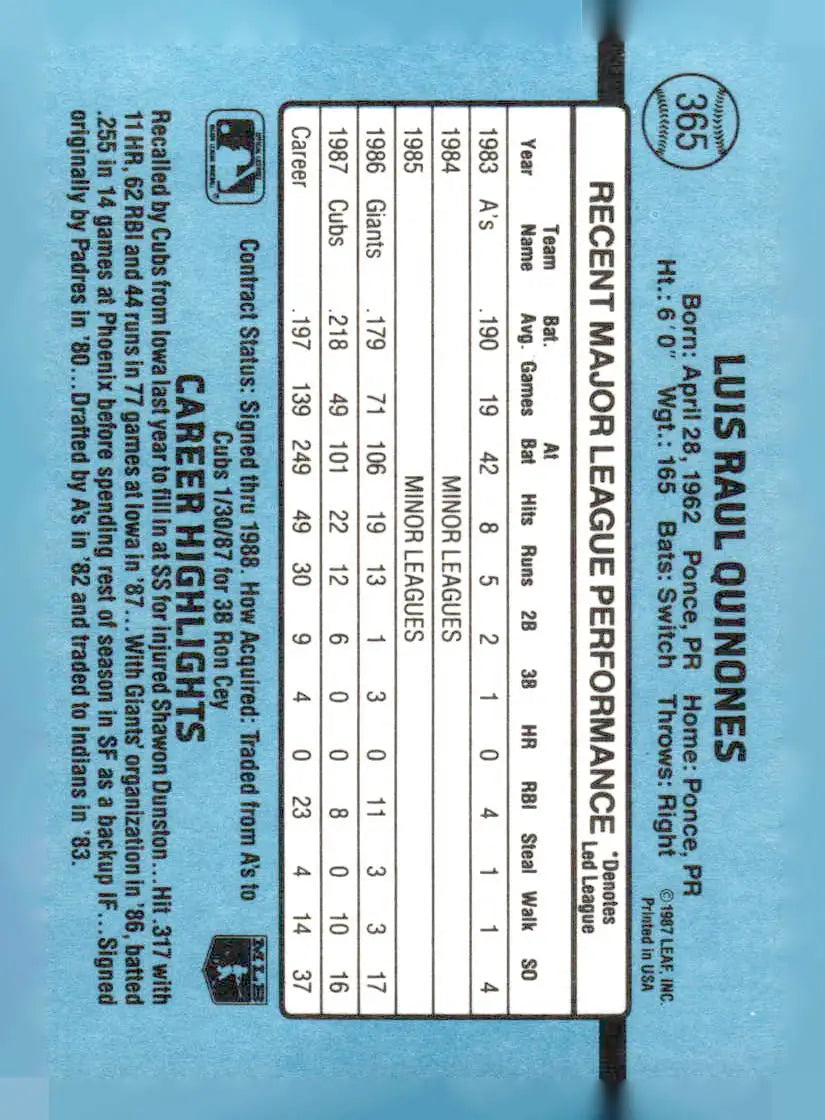 365
LUIS RAUL QUINONES
Born: April 28, 1962 Ponce, PR Home: Ponce, PR
Ht.: 6'0" Wgt.: 165 Bats: Switch Throws: Right
©1987 LEAF, INC.
Printed in USA
RECENT MAJOR LEAGUE PERFORMANCE *Denotes Led League
Year Team Name Bat. Avg. Games At Bat Hits Runs 2B 3B HR RBI Steal Walk SO
1983 A's .190 19 42 8 5 2 1 0 4 1 1 4
1984 MINOR LEAGUES
1985 MINOR LEAGUES
1986 Giants .179 71 106 19 13 1 3 0 11 3 3 17
1987 Cubs .218 49 101 22 12 6 0 0 8 0 10 16
Career .197 139 249 49 30 9 4 0 23 4 14 37
Contract Status: Signed thru 1988. How Acquired: Traded from A's to
Cubs 1/30/87 for 3B Ron Cey
CAREER HIGHLIGHTS
MLB
Recalled by Cubs from Iowa last year to fill in at SS for injured Shawon Dunston...Hit .317 with
11 HR, 62 RBI and 44 runs in 77 games at Iowa in '87...With Giants' organization in '86, batted
.255 in 14 games at Phoenix before spending rest of season in SF as a backup IF...Signed
originally by Padres in '80...Drafted by A's in '82 and traded to Indians in '83.